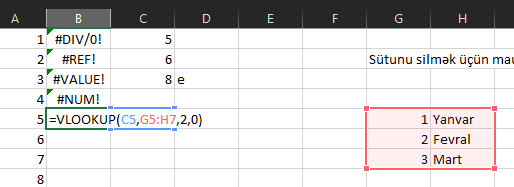 A B C D E F G H
1 #DIV/0! 5
2 #REF! 6 Sütunu silmək üçün mau
3 #VALUE! 8 e
4 #NUM!
5 =VLOOKUP(C5,G5:H7,2,0) 1 Yanvar
6 2 Fevral
7 3 Mart
8